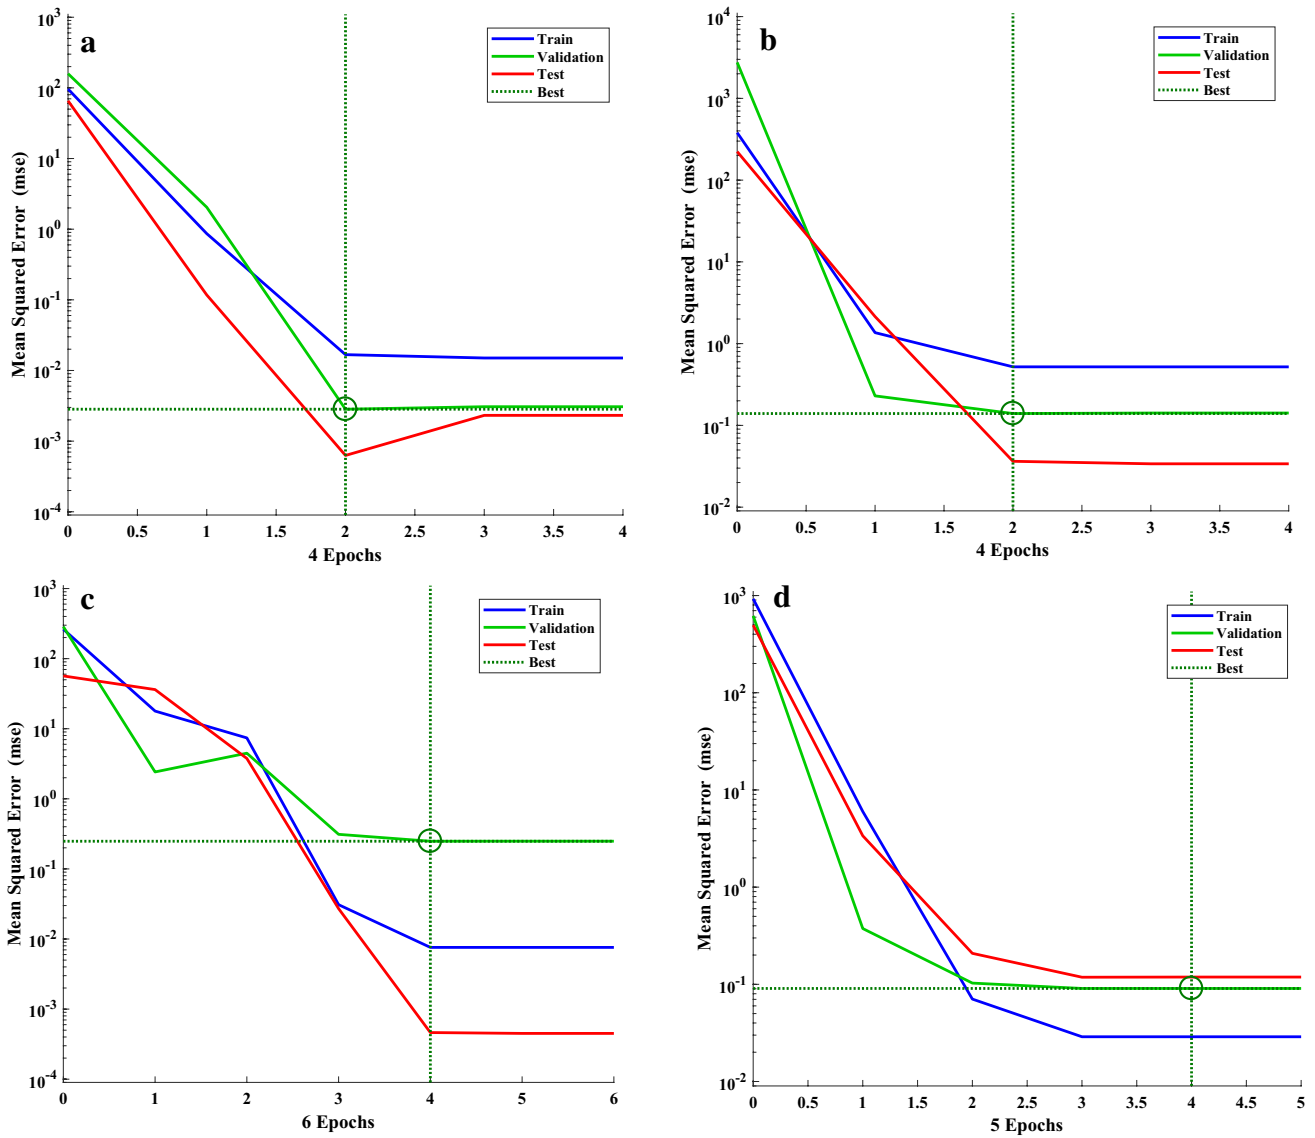 a
Train
Validation
Test
Best
10^3
10^2
10^1
10^0
10^-1
10^-2
10^-3
10^-4
Mean Squared Error (mse)
0 0.5 1 1.5 2 2.5 3 3.5 4
4 Epochs
b
Train
Validation
Test
Best
10^4
10^3
10^2
10^1
10^0
10^-1
10^-2
Mean Squared Error (mse)
0 0.5 1 1.5 2 2.5 3 3.5 4
4 Epochs
c
Train
Validation
Test
Best
10^3
10^2
10^1
10^0
10^-1
10^-2
10^-3
10^-4
Mean Squared Error (mse)
0 1 2 3 4 5 6
6 Epochs
d
Train
Validation
Test
Best
10^3
10^2
10^1
10^0
10^-1
10^-2
Mean Squared Error (mse)
0 0.5 1 1.5 2 2.5 3 3.5 4 4.5 5
5 Epochs